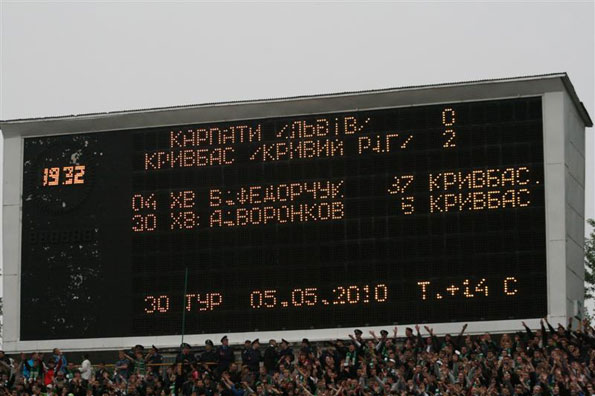 КАРПАТИ /ЛЬВІВ/ 0
КРИВБАС /КРИВИЙ РІГ/ 2
19:32
04 ХВ Б.ФЕДОРЧУК 37 КРИВБАС
30 ХВ: А.ВОРОНКОВ 6 КРИВБАС
30 ТУР 05.05.2010 Т.+14 С